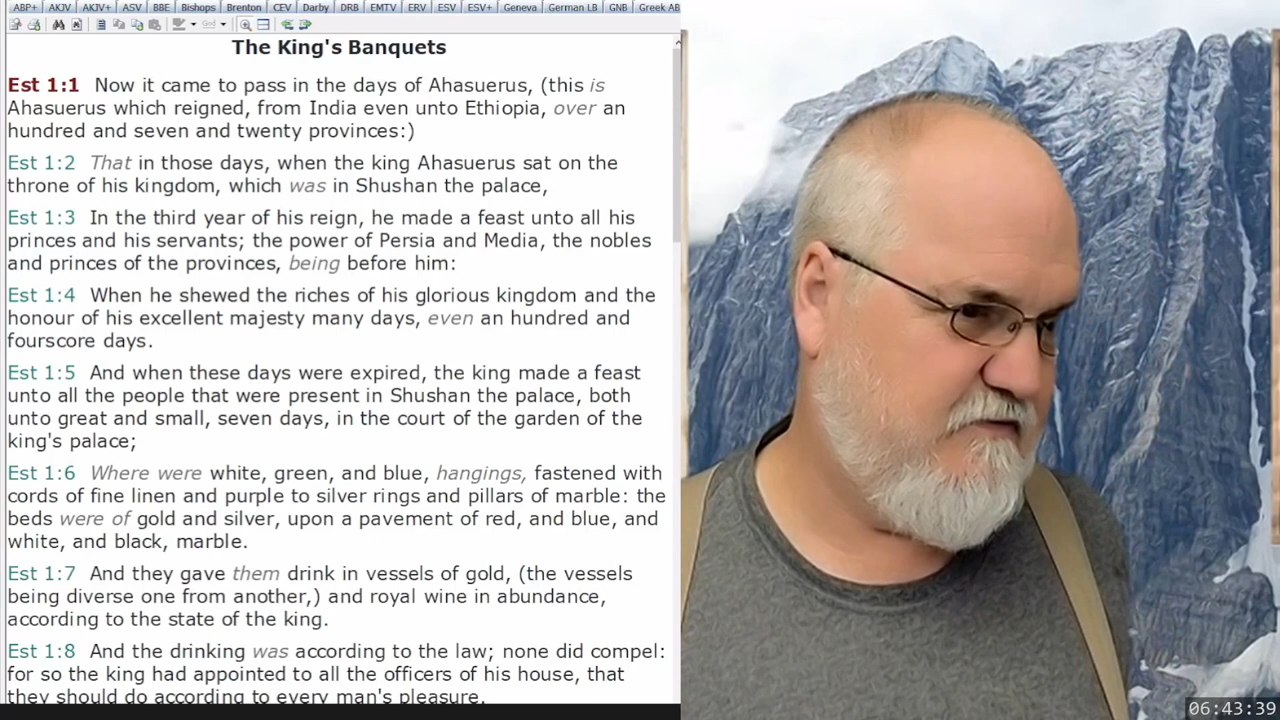 ABP+ AKJV AKJV+ ASV BBE Bishops Brenton CEV Darby DRB EMTV ERV ESV ESV+ Geneva German LB GNB Greek AB
The King's Banquets
Est 1:1 Now it came to pass in the days of Ahasuerus, (this is
Ahasuerus which reigned, from India even unto Ethiopia, over an
hundred and seven and twenty provinces:)
Est 1:2 That in those days, when the king Ahasuerus sat on the
throne of his kingdom, which was in Shushan the palace,
Est 1:3 In the third year of his reign, he made a feast unto all his
princes and his servants; the power of Persia and Media, the nobles
and princes of the provinces, being before him:
Est 1:4 When he shewed the riches of his glorious kingdom and the
honour of his excellent majesty many days, even an hundred and
fourscore days.
Est 1:5 And when these days were expired, the king made a feast
unto all the people that were present in Shushan the palace, both
unto great and small, seven days, in the court of the garden of the
king's palace;
Est 1:6 Where were white, green, and blue, hangings, fastened with
cords of fine linen and purple to silver rings and pillars of marble: the
beds were of gold and silver, upon a pavement of red, and blue, and
white, and black, marble.
Est 1:7 And they gave them drink in vessels of gold, (the vessels
being diverse one from another,) and royal wine in abundance,
according to the state of the king.
Est 1:8 And the drinking was according to the law; none did compel:
for so the king had appointed to all the officers of his house, that
they should do according to every man's pleasure.
06:43:39